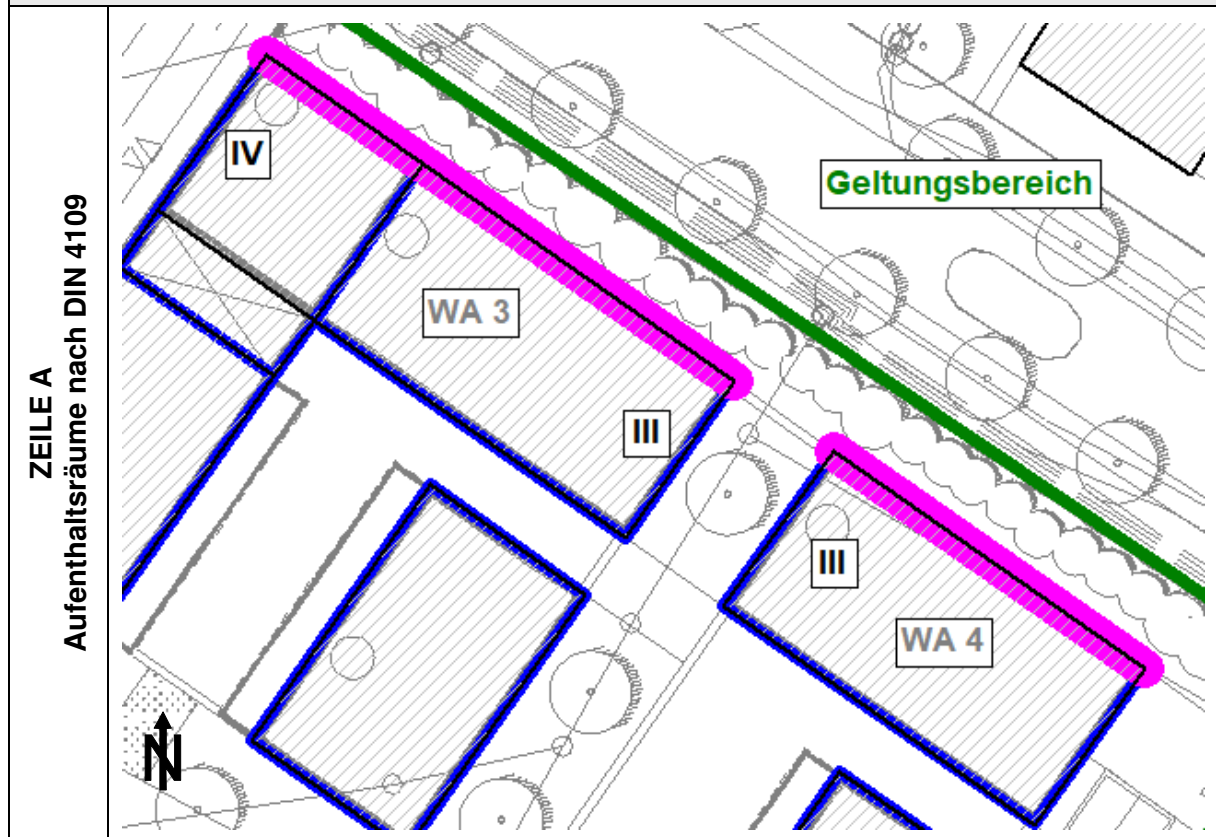 ZEILE A
Aufenthaltsräume nach DIN 4109
IV
Geltungsbereich
WA 3
III
III
WA 4
N